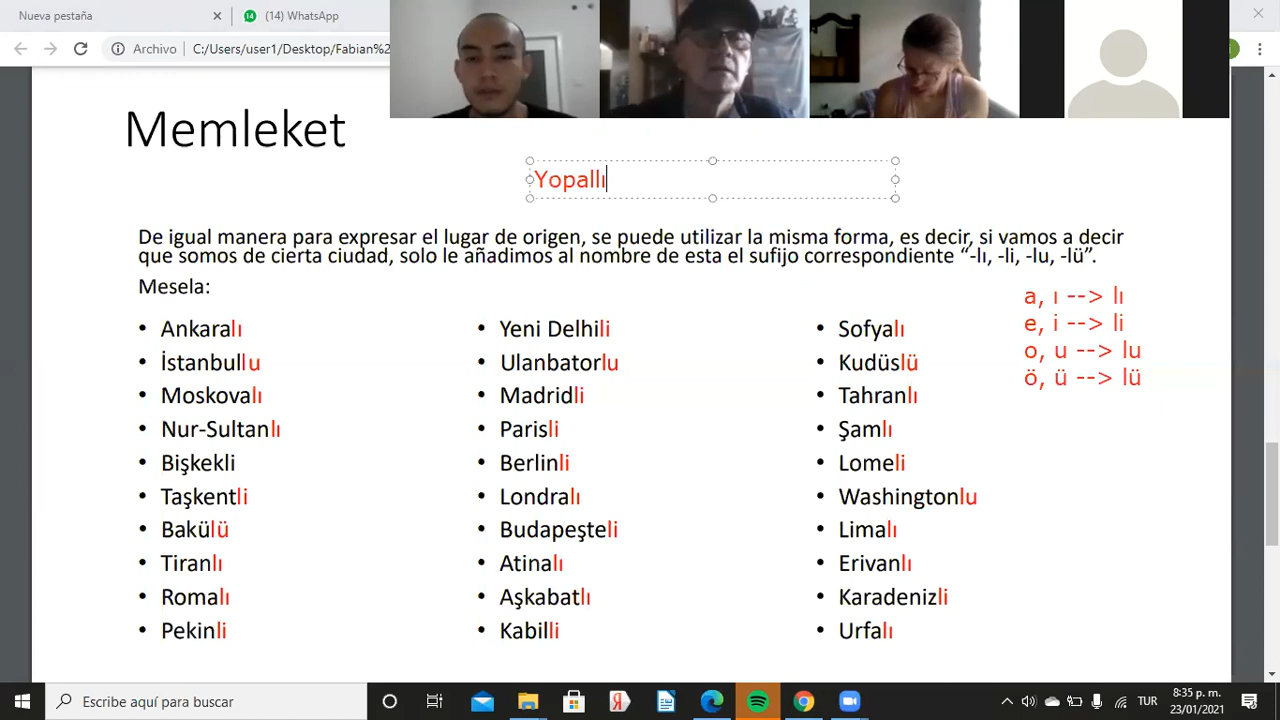 Nueva pestaña
(14) WhatsApp
Archivo
C:/Users/user1/Desktop/Fabian%2
Memleket
Yopallı
De igual manera para expresar el lugar de origen, se puede utilizar la misma forma, es decir, si vamos a decir
que somos de cierta ciudad, solo le añadimos al nombre de esta el sufijo correspondiente “-lı, -li, -lu, -lü”.
Mesela:
• Ankaralı
• İstanbullu
• Moskovalı
• Nur-Sultanlı
• Bişkekli
• Taşkentli
• Bakülü
• Tiranlı
• Romalı
• Pekinli
• Yeni Delhili
• Ulanbatorlu
• Madridli
• Parisli
• Berlinli
• Londralı
• Budapeşteli
• Atinalı
• Aşkabatlı
• Kabilli
• Sofyalı
• Kudüslü
• Tahranlı
• Şamlı
• Lomeli
• Washingtonlu
• Limalı
• Erivanlı
• Karadenizli
• Urfalı
a, ı --> lı
e, i --> li
o, u --> lu
ö, ü --> lü
Escribe aquí para buscar
TUR
8:35 p. m.
23/01/2021